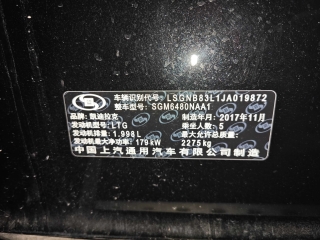 车辆识别代号: LSGNB83L1JA019872
整车型号: SGM6480NAA1
品牌: 凯迪拉克 制造年月: 2017年11月
发动机型号: LTG 乘坐人数: 5
发动机排量: 1.998L 最大允许总质量:
发动机最大净功率: 179kW 2275kg
中国上汽通用汽车有限公司制造